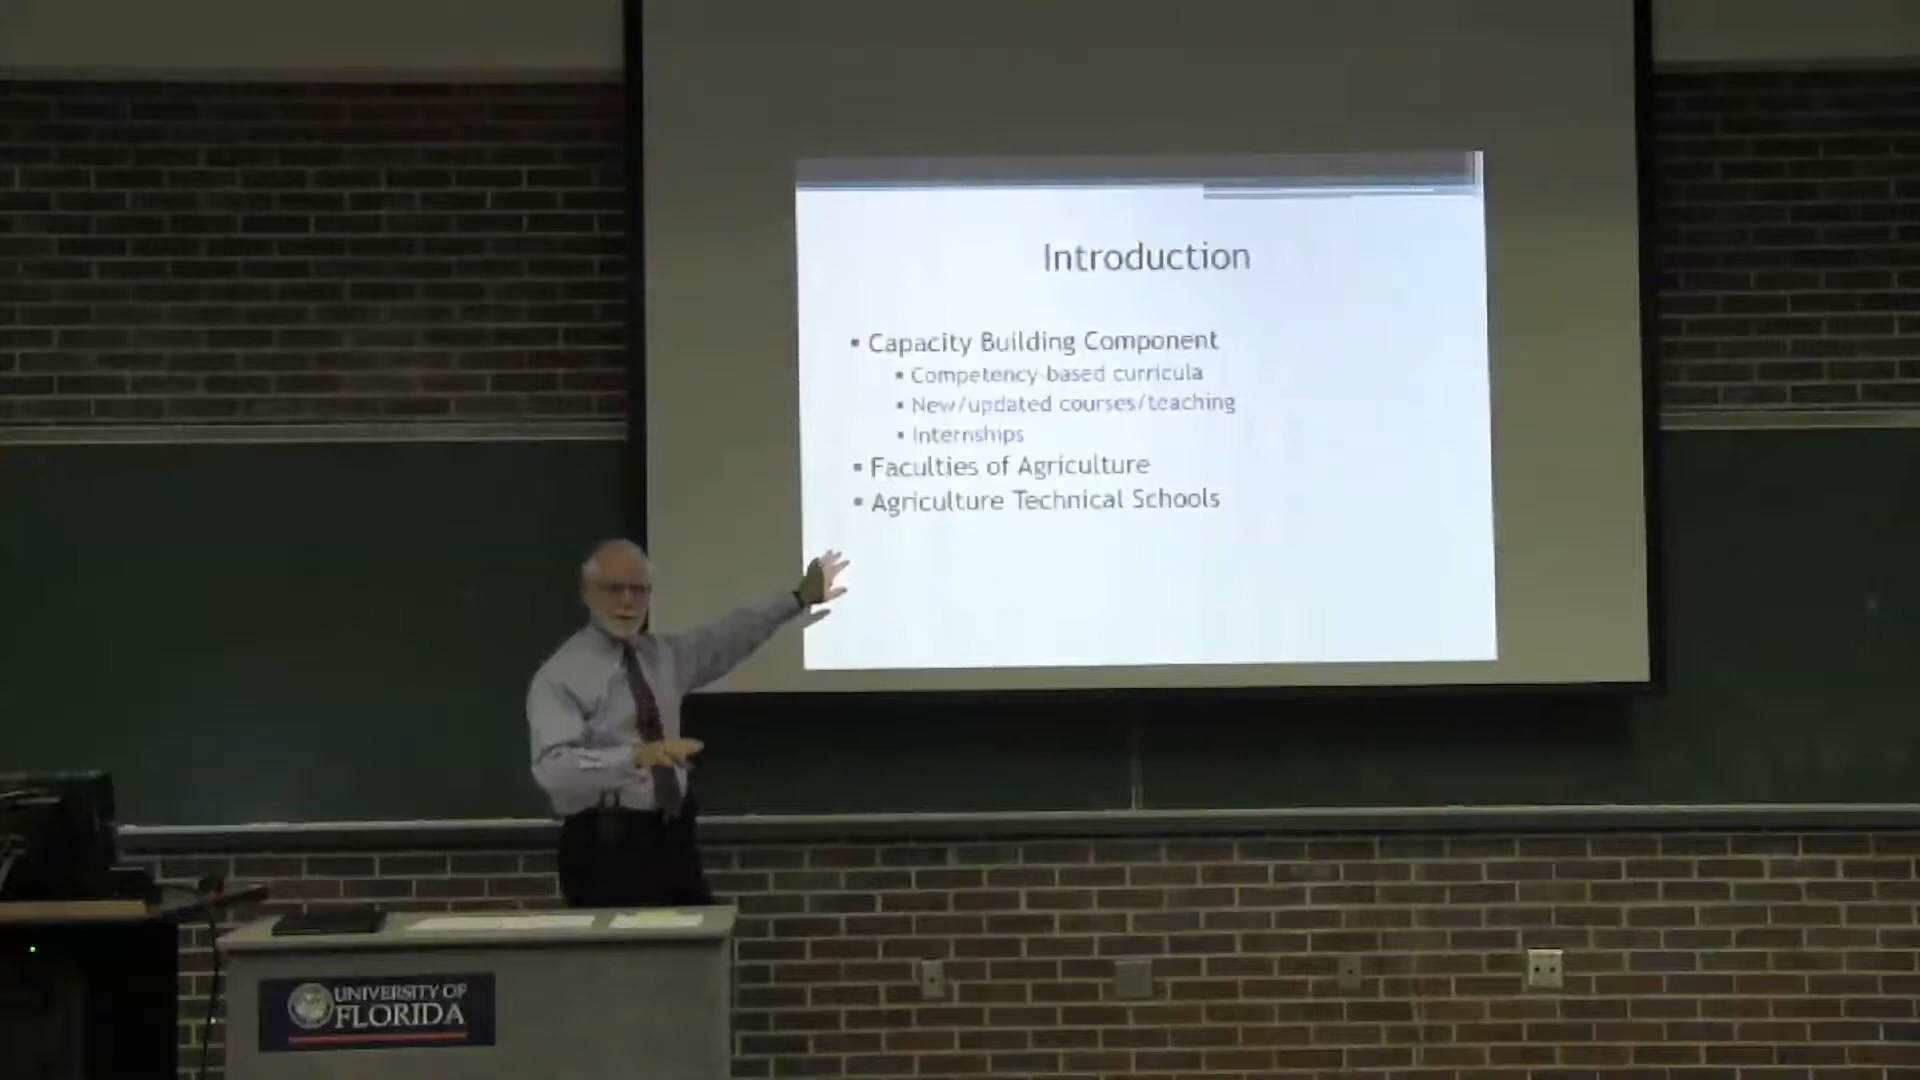 Introduction
▪ Capacity Building Component
▪ Competency-based curricula
▪ New/updated courses/teaching
▪ Internships
▪ Faculties of Agriculture
▪ Agriculture Technical Schools
UNIVERSITY OF
FLORIDA